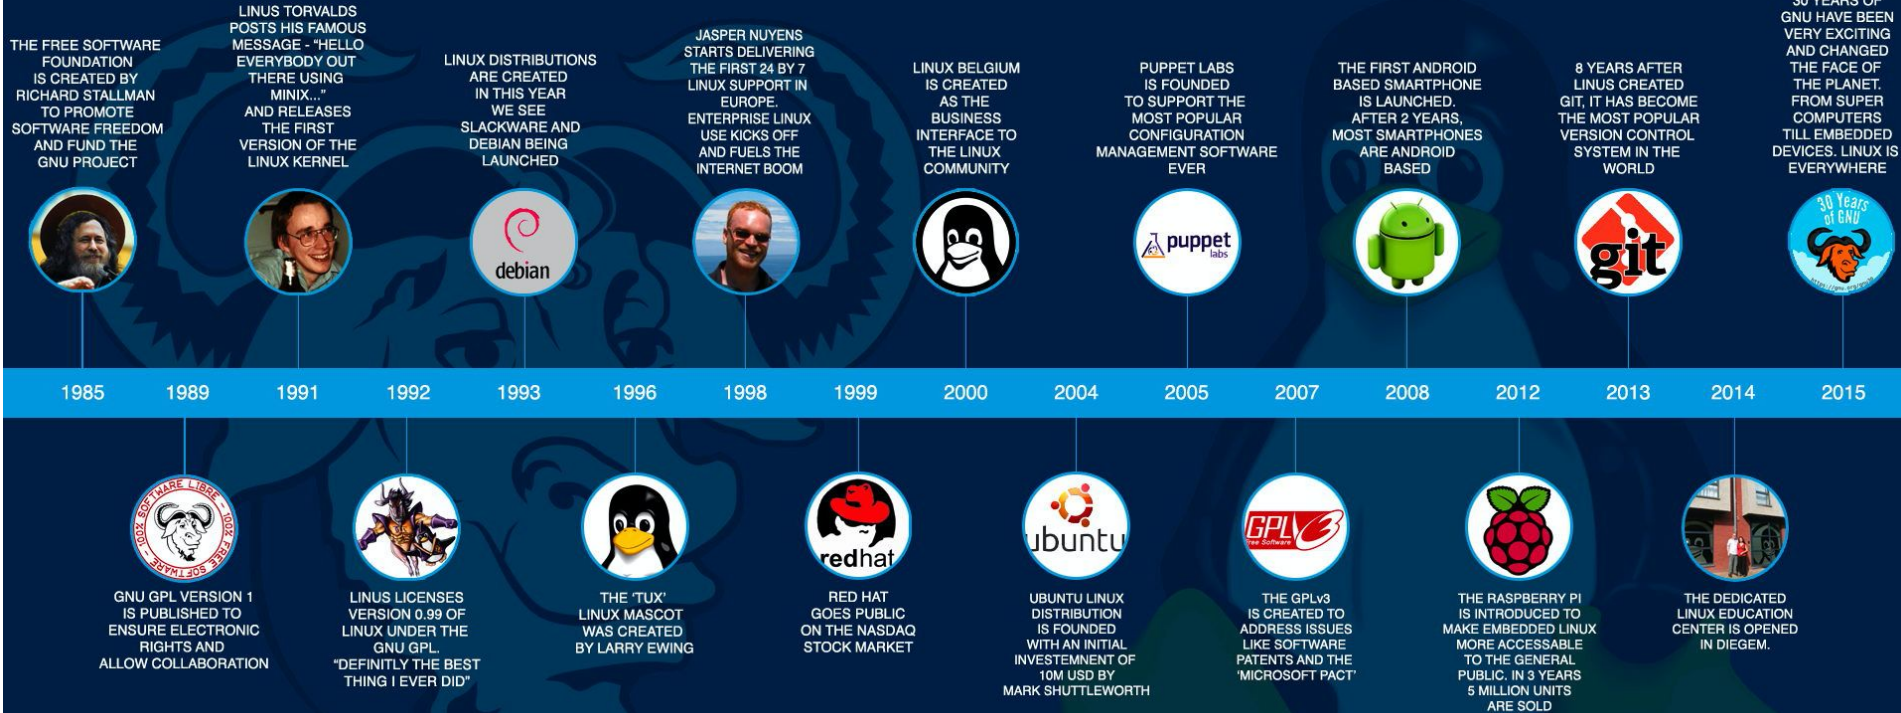 THE FREE SOFTWARE
FOUNDATION
IS CREATED BY
RICHARD STALLMAN
TO PROMOTE
SOFTWARE FREEDOM
AND FUND THE
GNU PROJECT
LINUS TORVALDS
POSTS HIS FAMOUS
MESSAGE - “HELLO
EVERYBODY OUT
THERE USING
MINIX...”
AND RELEASES
THE FIRST
VERSION OF THE
LINUX KERNEL
LINUX DISTRIBUTIONS
ARE CREATED
IN THIS YEAR
WE SEE
SLACKWARE AND
DEBIAN BEING
LAUNCHED
JASPER NUYENS
STARTS DELIVERING
THE FIRST 24 BY 7
LINUX SUPPORT IN
EUROPE.
ENTERPRISE LINUX
USE KICKS OFF
AND FUELS THE
INTERNET BOOM
LINUX BELGIUM
IS CREATED
AS THE
BUSINESS
INTERFACE TO
THE LINUX
COMMUNITY
PUPPET LABS
IS FOUNDED
TO SUPPORT THE
MOST POPULAR
CONFIGURATION
MANAGEMENT SOFTWARE
EVER
THE FIRST ANDROID
BASED SMARTPHONE
IS LAUNCHED.
AFTER 2 YEARS,
MOST SMARTPHONES
ARE ANDROID
BASED
8 YEARS AFTER
LINUS CREATED
GIT, IT HAS BECOME
THE MOST POPULAR
VERSION CONTROL
SYSTEM IN THE
WORLD
30 YEARS OF
GNU HAVE BEEN
VERY EXCITING
AND CHANGED
THE FACE OF
THE PLANET.
FROM SUPER
COMPUTERS
TILL EMBEDDED
DEVICES. LINUX IS
EVERYWHERE
debian
puppet
labs
git
30 Years
of GNU
1985 1989 1991 1992 1993 1996 1998 1999 2000 2004 2005 2007 2008 2012 2013 2014 2015
100% SOFTWARE LIBRE - 100% FREE SOFTWARE -
redhat
ubuntu
GPLv3
Free Software
GNU GPL VERSION 1
IS PUBLISHED TO
ENSURE ELECTRONIC
RIGHTS AND
ALLOW COLLABORATION
LINUS LICENSES
VERSION 0.99 OF
LINUX UNDER THE
GNU GPL.
“DEFINITLY THE BEST
THING I EVER DID”
THE ‘TUX’
LINUX MASCOT
WAS CREATED
BY LARRY EWING
RED HAT
GOES PUBLIC
ON THE NASDAQ
STOCK MARKET
UBUNTU LINUX
DISTRIBUTION
IS FOUNDED
WITH AN INITIAL
INVESTEMNENT OF
10M USD BY
MARK SHUTTLEWORTH
THE GPLv3
IS CREATED TO
ADDRESS ISSUES
LIKE SOFTWARE
PATENTS AND THE
‘MICROSOFT PACT’
THE RASPBERRY PI
IS INTRODUCED TO
MAKE EMBEDDED LINUX
MORE ACCESSABLE
TO THE GENERAL
PUBLIC. IN 3 YEARS
5 MILLION UNITS
ARE SOLD
THE DEDICATED
LINUX EDUCATION
CENTER IS OPENED
IN DIEGEM.